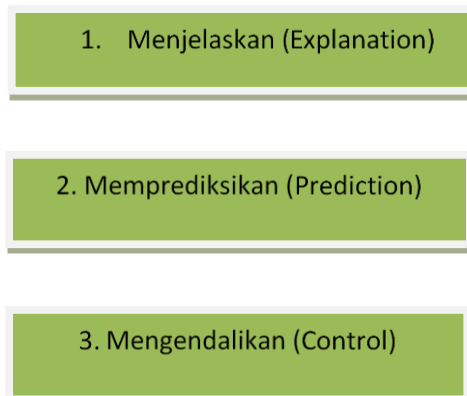 1. Menjelaskan (Explanation)
2. Memprediksikan (Prediction)
3. Mengendalikan (Control)